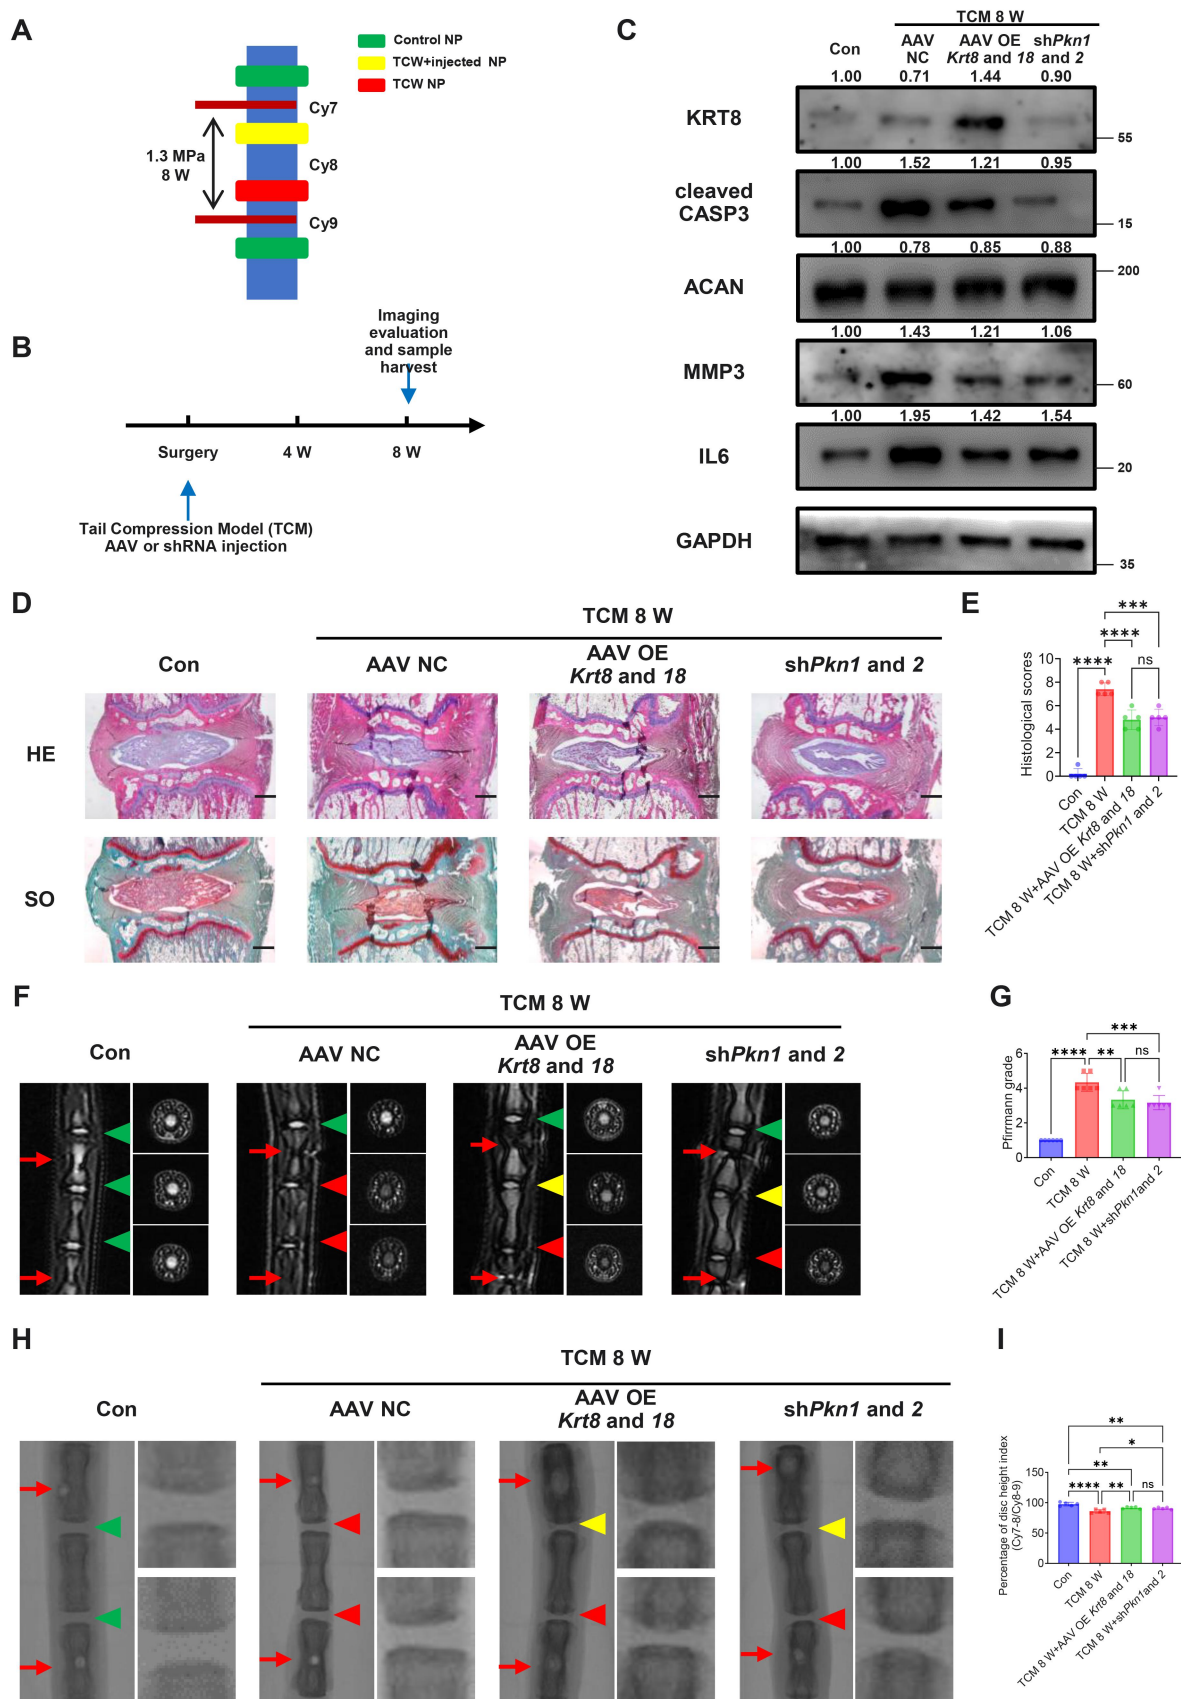 A
Control NP
TCW+injected NP
TCW NP
Cy7
1.3 MPa
8 W
Cy8
Cy9
B
Imaging
evaluation
and sample
harvest
Surgery
4 W
8 W
Tail Compression Model (TCM)
AAV or shRNA injection
C
TCM 8 W
Con
AAV
NC
AAV OE
Krt8 and 18
shPkn1
and 2
1.00 0.71 1.44 0.90
KRT8
55
1.00 1.52 1.21 0.95
cleaved
CASP3
15
1.00 0.78 0.85 0.88
ACAN
200
1.00 1.43 1.21 1.06
MMP3
60
1.00 1.95 1.42 1.54
IL6
20
GAPDH
35
D
TCM 8 W
Con
AAV NC
AAV OE
Krt8 and 18
shPkn1 and 2
HE
SO
E
***
****
**** ns
Histological scores
10
8
6
4
2
0
Con
TCM 8 W
TCM 8 W+AAV OE Krt8 and 18
TCM 8 W+shPkn1 and 2
F
TCM 8 W
Con
AAV NC
AAV OE
Krt8 and 18
shPkn1 and 2
G
***
**** ** ns
Pfirrmann grade
6
4
2
0
Con
TCM 8 W
TCM 8 W+AAV OE Krt8 and 18
TCM 8 W+shPkn1and 2
H
TCM 8 W
Con
AAV NC
AAV OE
Krt8 and 18
shPkn1 and 2
I
**
*
**
**** ** ns
Percentage of disc height index
(Cy7-8/Cy8-9)
150
100
50
0
Con
TCM 8 W
TCM 8 W+AAV OE Krt8 and 18
TCM 8 W+shPkn1and 2